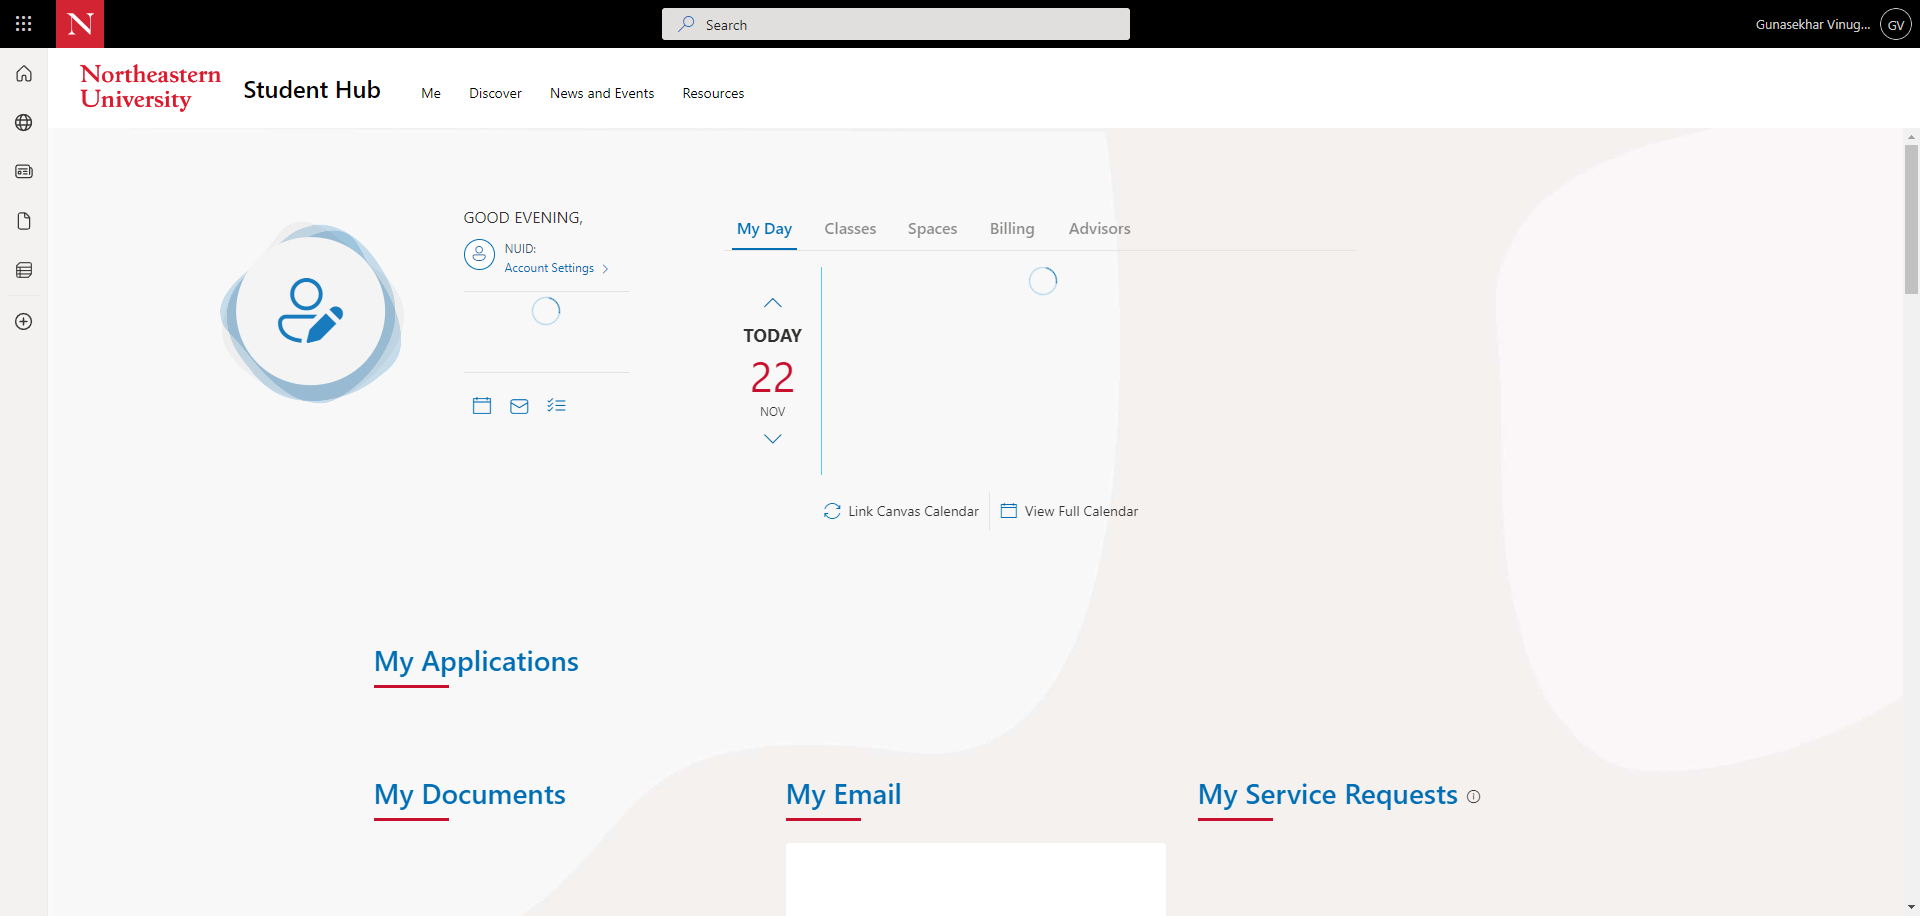 N
Search
Gunasekhar Vinug...
GV
Northeastern
University
Student Hub
Me
Discover
News and Events
Resources
GOOD EVENING,
NUID:
Account Settings
My Day
Classes
Spaces
Billing
Advisors
TODAY
22
NOV
Link Canvas Calendar
View Full Calendar
My Applications
My Documents
My Email
My Service Requests